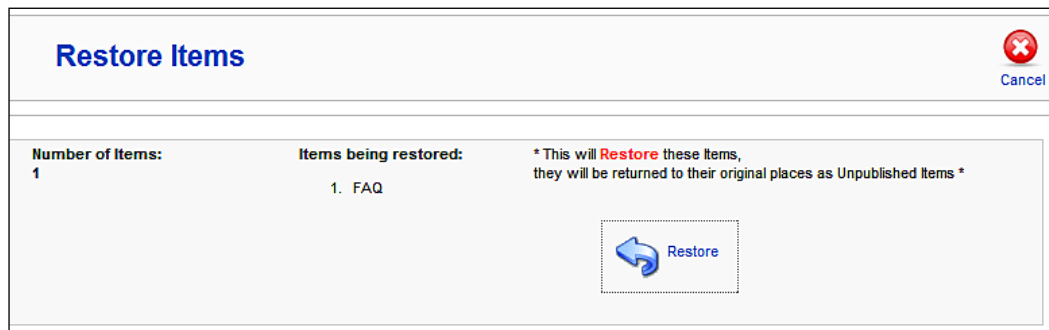 Restore Items
Cancel
Number of Items:
1
Items being restored:
1. FAQ
* This will Restore these Items,
they will be returned to their original places as Unpublished Items *
Restore